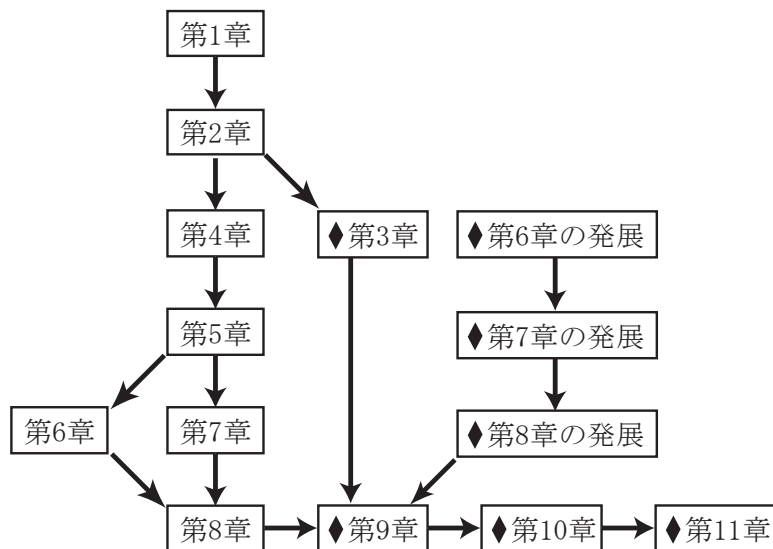 第1章
第2章
第4章
♦第3章
♦第6章の発展
第5章
♦第7章の発展
第6章
第7章
♦第8章の発展
第8章
♦第9章
♦第10章
♦第11章